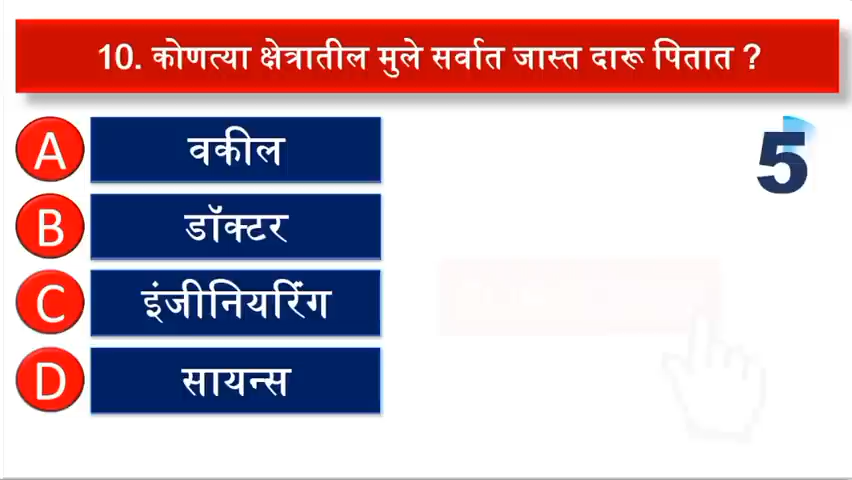 10. कोणत्या क्षेत्रातील मुले सर्वात जास्त दारू पितात ?
5
A वकील
B डॉक्टर
C इंजीनियरिंग
D सायन्स